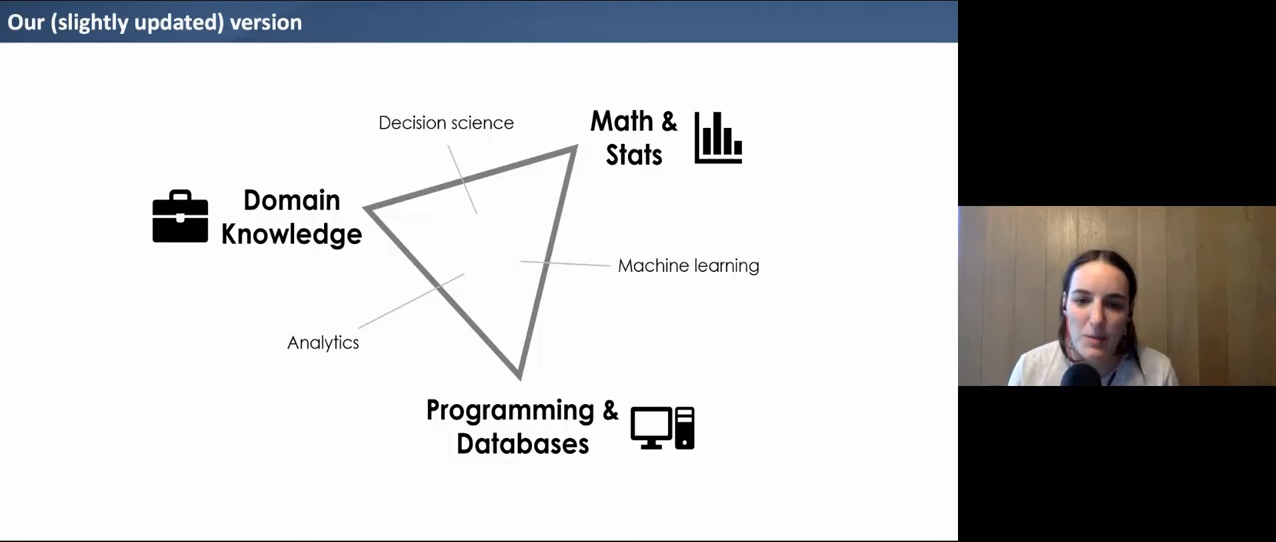 Our (slightly updated) version
Decision science
Math &
Stats
Domain
Knowledge
Machine learning
Analytics
Programming &
Databases